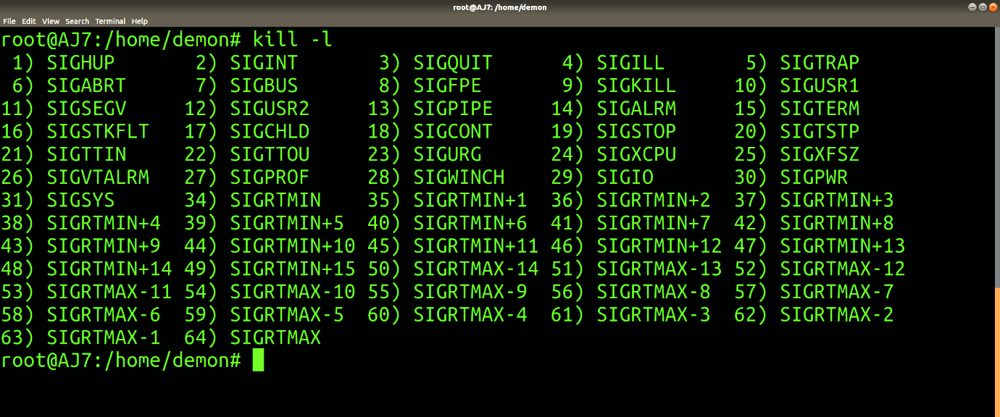 root@AJ7: /home/demon
File Edit View Search Terminal Help
root@AJ7:/home/demon# kill -l
 1) SIGHUP       2) SIGINT       3) SIGQUIT      4) SIGILL       5) SIGTRAP
 6) SIGABRT      7) SIGBUS       8) SIGFPE       9) SIGKILL     10) SIGUSR1
11) SIGSEGV     12) SIGUSR2     13) SIGPIPE     14) SIGALRM     15) SIGTERM
16) SIGSTKFLT   17) SIGCHLD     18) SIGCONT     19) SIGSTOP     20) SIGTSTP
21) SIGTTIN     22) SIGTTOU     23) SIGURG      24) SIGXCPU     25) SIGXFSZ
26) SIGVTALRM   27) SIGPROF     28) SIGWINCH    29) SIGIO       30) SIGPWR
31) SIGSYS      34) SIGRTMIN    35) SIGRTMIN+1  36) SIGRTMIN+2  37) SIGRTMIN+3
38) SIGRTMIN+4  39) SIGRTMIN+5  40) SIGRTMIN+6  41) SIGRTMIN+7  42) SIGRTMIN+8
43) SIGRTMIN+9  44) SIGRTMIN+10 45) SIGRTMIN+11 46) SIGRTMIN+12 47) SIGRTMIN+13
48) SIGRTMIN+14 49) SIGRTMIN+15 50) SIGRTMAX-14 51) SIGRTMAX-13 52) SIGRTMAX-12
53) SIGRTMAX-11 54) SIGRTMAX-10 55) SIGRTMAX-9  56) SIGRTMAX-8  57) SIGRTMAX-7
58) SIGRTMAX-6  59) SIGRTMAX-5  60) SIGRTMAX-4  61) SIGRTMAX-3  62) SIGRTMAX-2
63) SIGRTMAX-1  64) SIGRTMAX
root@AJ7:/home/demon#